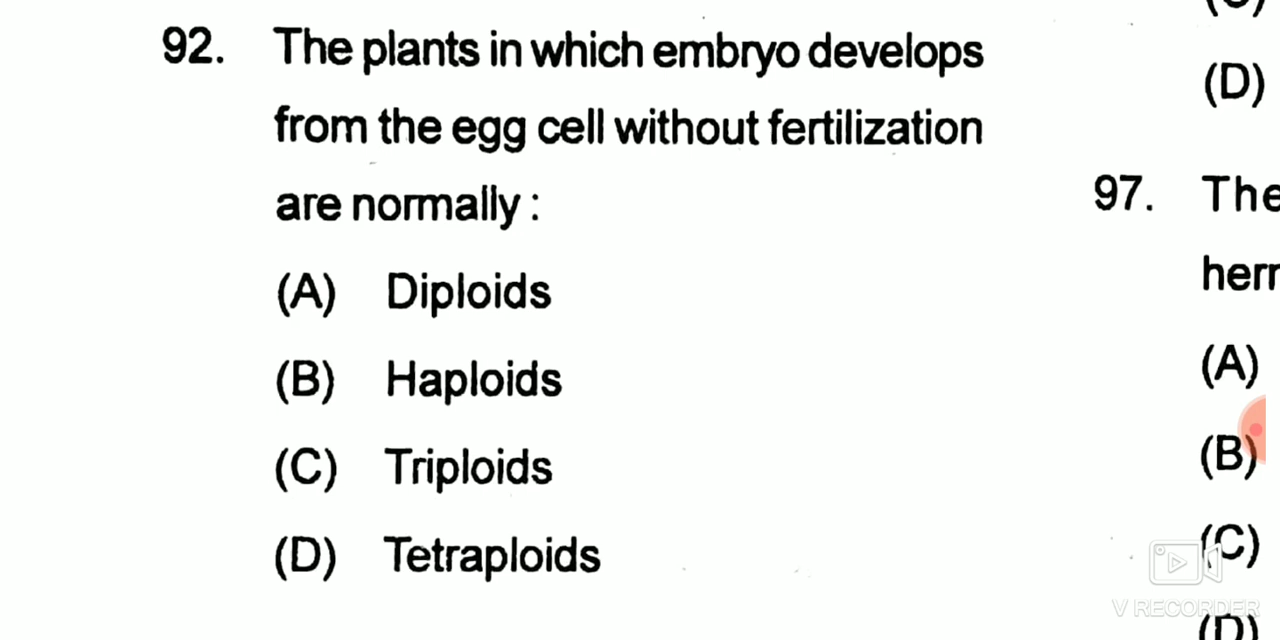 92. The plants in which embryo develops
from the egg cell without fertilization
are normally :
(A) Diploids
(B) Haploids
(C) Triploids
(D) Tetraploids
(D)
97. The
(A)
(B)
(C)
(D)
V RECORDER